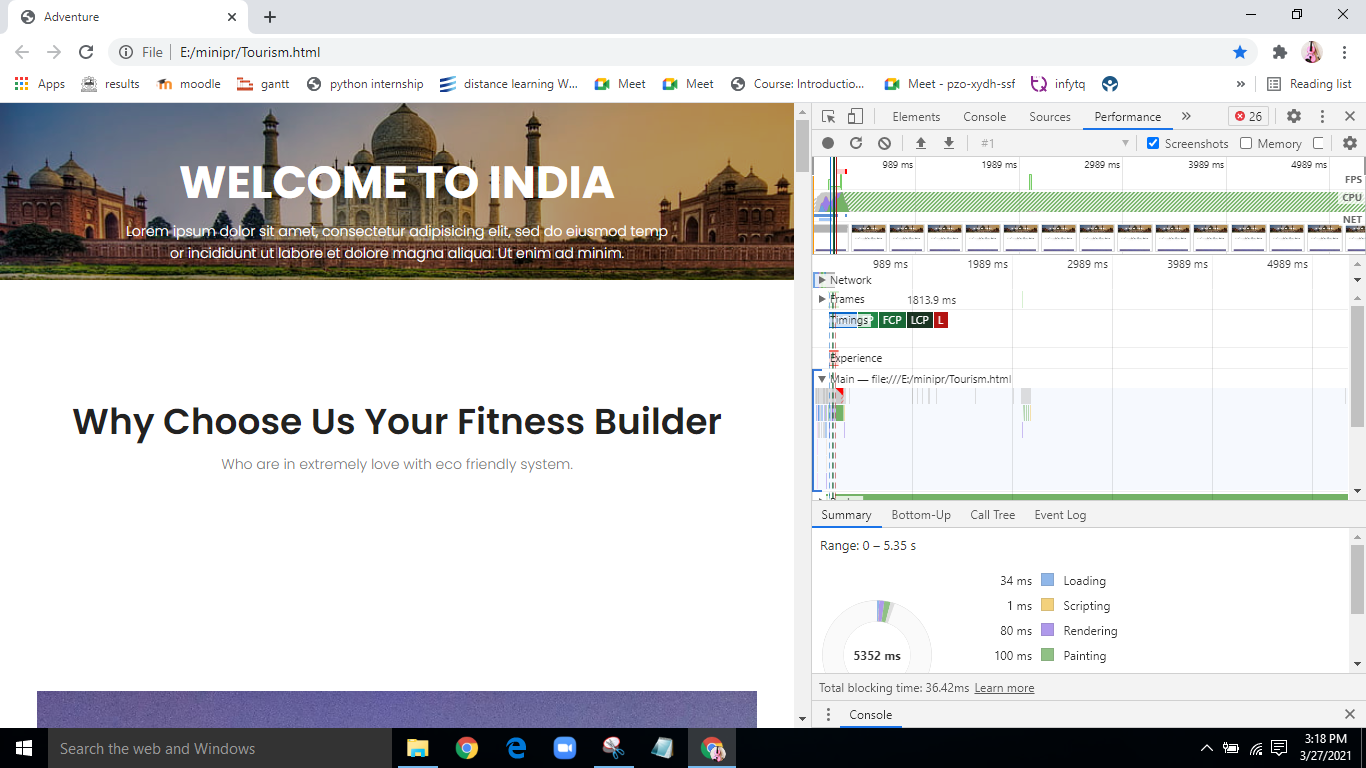 Adventure
File E:/minipr/Tourism.html
Apps results moodle gantt python internship distance learning W... Meet Meet Course: Introductio... Meet - pzo-xydh-ssf infytq » Reading list
WELCOME TO INDIA
Lorem ipsum dolor sit amet, consectetur adipisicing elit, sed do eiusmod temp
or incididunt ut labore et dolore magna aliqua. Ut enim ad minim.
Why Choose Us Your Fitness Builder
Who are in extremely love with eco friendly system.
Elements Console Sources Performance » 26
#1 Screenshots Memory
989 ms 1989 ms 2989 ms 3989 ms 4989 ms
FPS
CPU
NET
989 ms 1989 ms 2989 ms 3989 ms 4989 ms
Network
Frames 1813.9 ms
Timings FCP LCP L
Experience
Main — file:///E:/minipr/Tourism.html
Summary Bottom-Up Call Tree Event Log
Range: 0 – 5.35 s
34 ms Loading
1 ms Scripting
80 ms Rendering
5352 ms
100 ms Painting
Total blocking time: 36.42ms Learn more
Console
Search the web and Windows
3:18 PM
3/27/2021